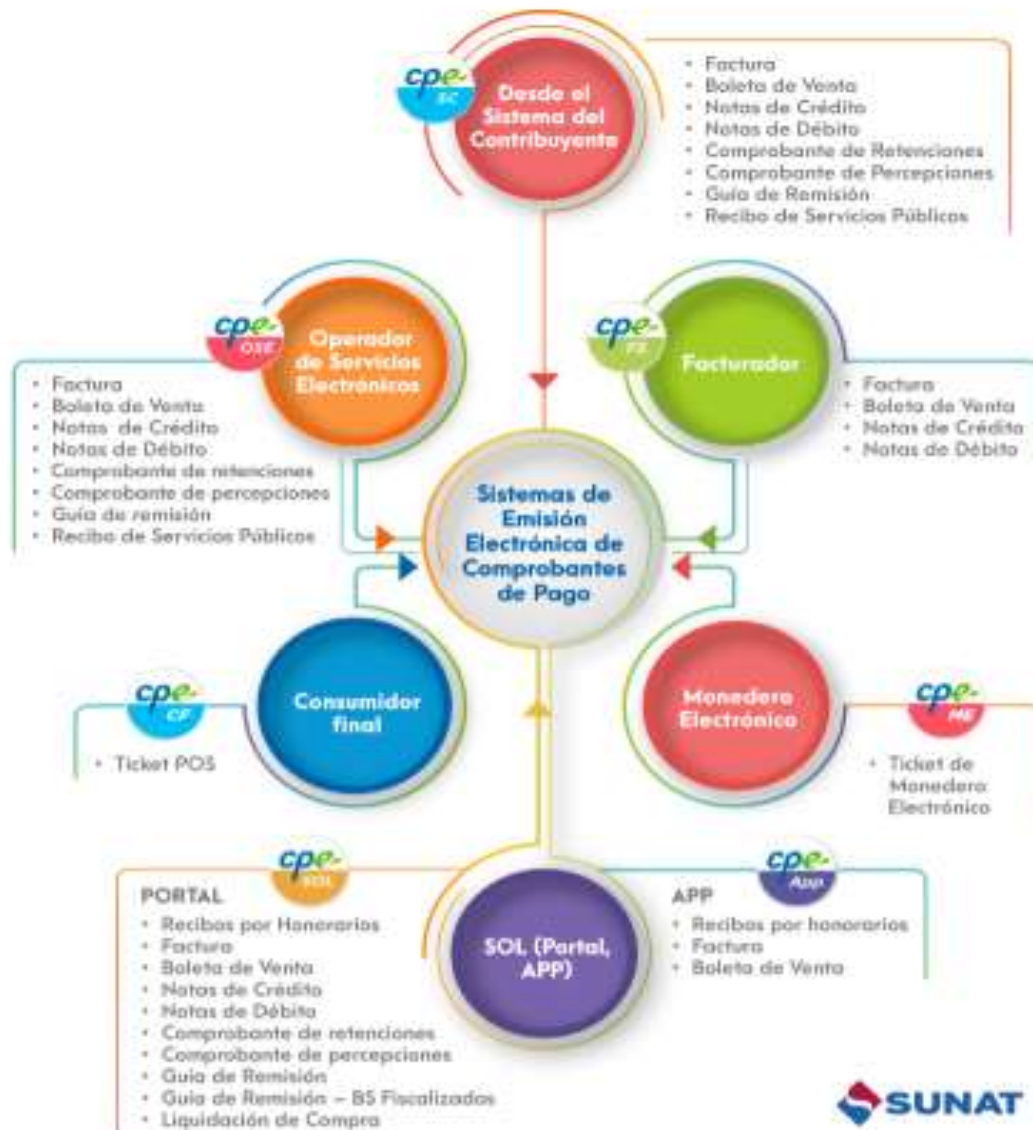 cpe-
SC
Desde el
Sistema del
Contribuyente
• Factura
• Boleta de Venta
• Notas de Crédito
• Notas de Débito
• Comprobante de Retenciones
• Comprobante de Percepciones
• Guía de Remisión
• Recibo de Servicios Públicos
cpe-
OSE
Operador
de Servicios
Electrónicos
• Factura
• Boleta de Venta
• Notas de Crédito
• Notas de Débito
• Comprobante de retenciones
• Comprobante de percepciones
• Guía de remisión
• Recibo de Servicios Públicos
cpe-
Facturador
• Factura
• Boleta de Venta
• Notas de Crédito
• Notas de Débito
Sistemas de
Emisión
Electrónica de
Comprobantes
de Pago
Consumidor
final
cpe-
CF
• Ticket POS
Monedero
Electrónico
cpe-
ME
• Ticket de
Monedero
Electrónico
cpe-
SOL
PORTAL
• Recibos por Honorarios
• Factura
• Boleta de Venta
• Notas de Crédito
• Notas de Débito
• Comprobante de retenciones
• Comprobante de percepciones
• Guía de Remisión
• Guía de Remisión – BS Fiscalizados
• Liquidación de Compra
SOL (Portal,
APP)
cpe-
App
APP
• Recibos por honorarios
• Factura
• Boleta de Venta
SUNAT